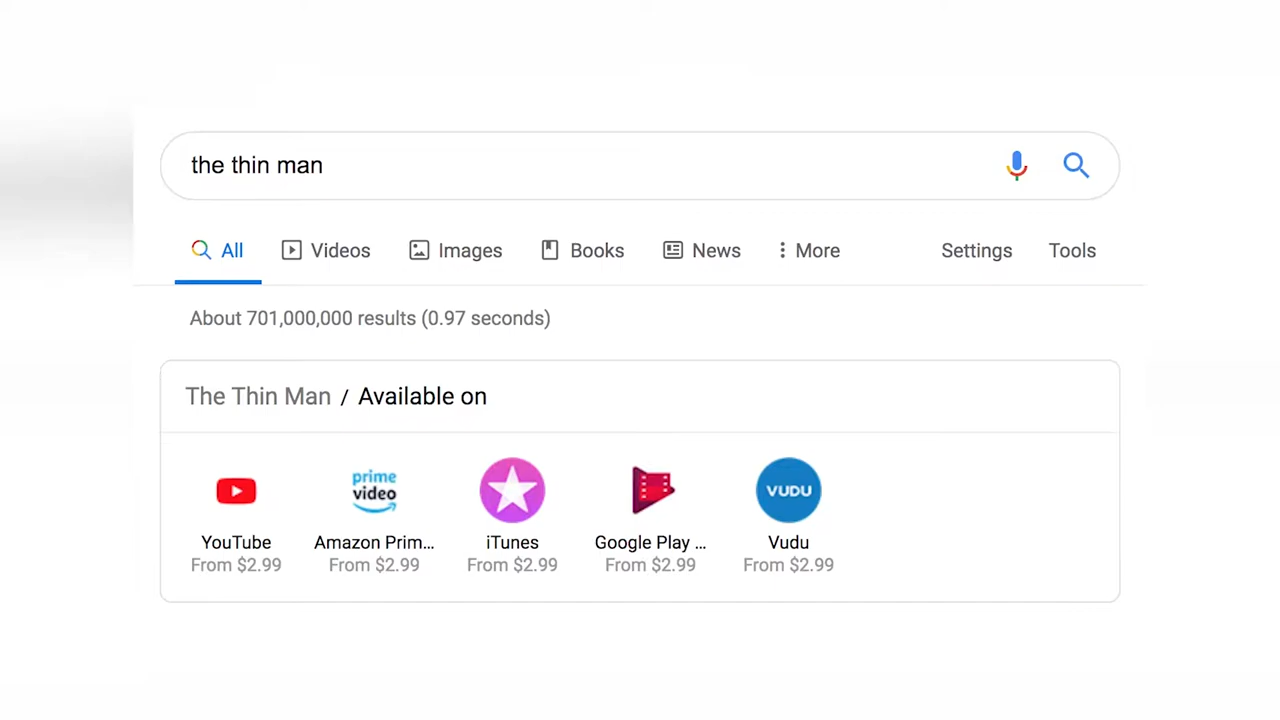 the thin man
All Videos Images Books News More Settings Tools
About 701,000,000 results (0.97 seconds)
The Thin Man / Available on
prime
video
VUDU
YouTube Amazon Prim... iTunes Google Play ... Vudu
From $2.99 From $2.99 From $2.99 From $2.99 From $2.99